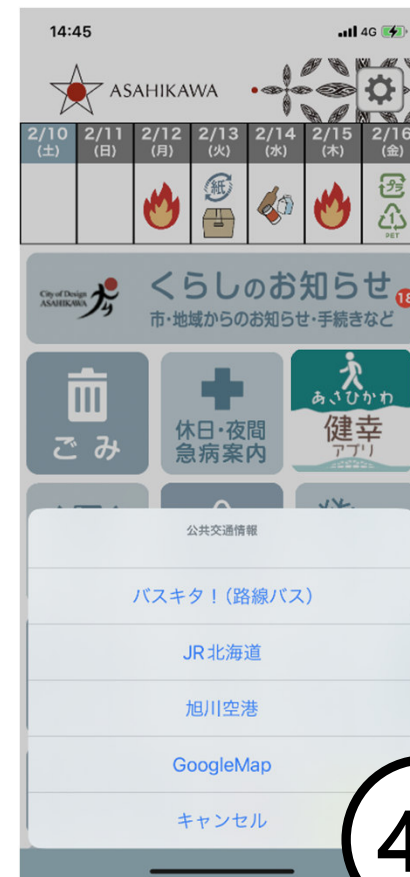 14:45
4G
ASAHIKAWA
2/10 2/11 2/12 2/13 2/14 2/15 2/16
(土) (日) (月) (火) (水) (木) (金)
紙 プラ
1
PET
City of Design
ASAHIKAWA
くらしのお知らせ
18
市・地域からのお知らせ・手続きなど
ごみ
休日・夜間
急病案内
あさひかわ
健幸
アプリ
公共交通情報
バスキタ！(路線バス)
JR北海道
旭川空港
GoogleMap
キャンセル
4